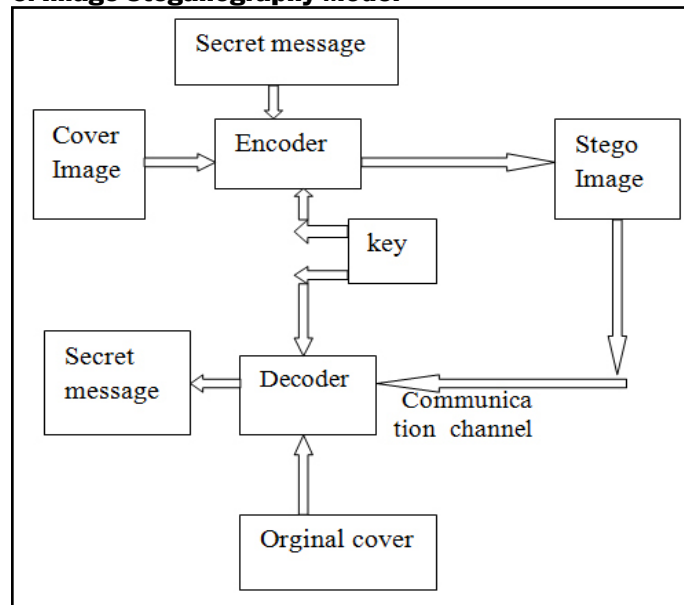 Secret message
Cover
Image
Encoder
Stego
Image
key
Secret
message
Decoder
Communica
tion channel
Orginal cover